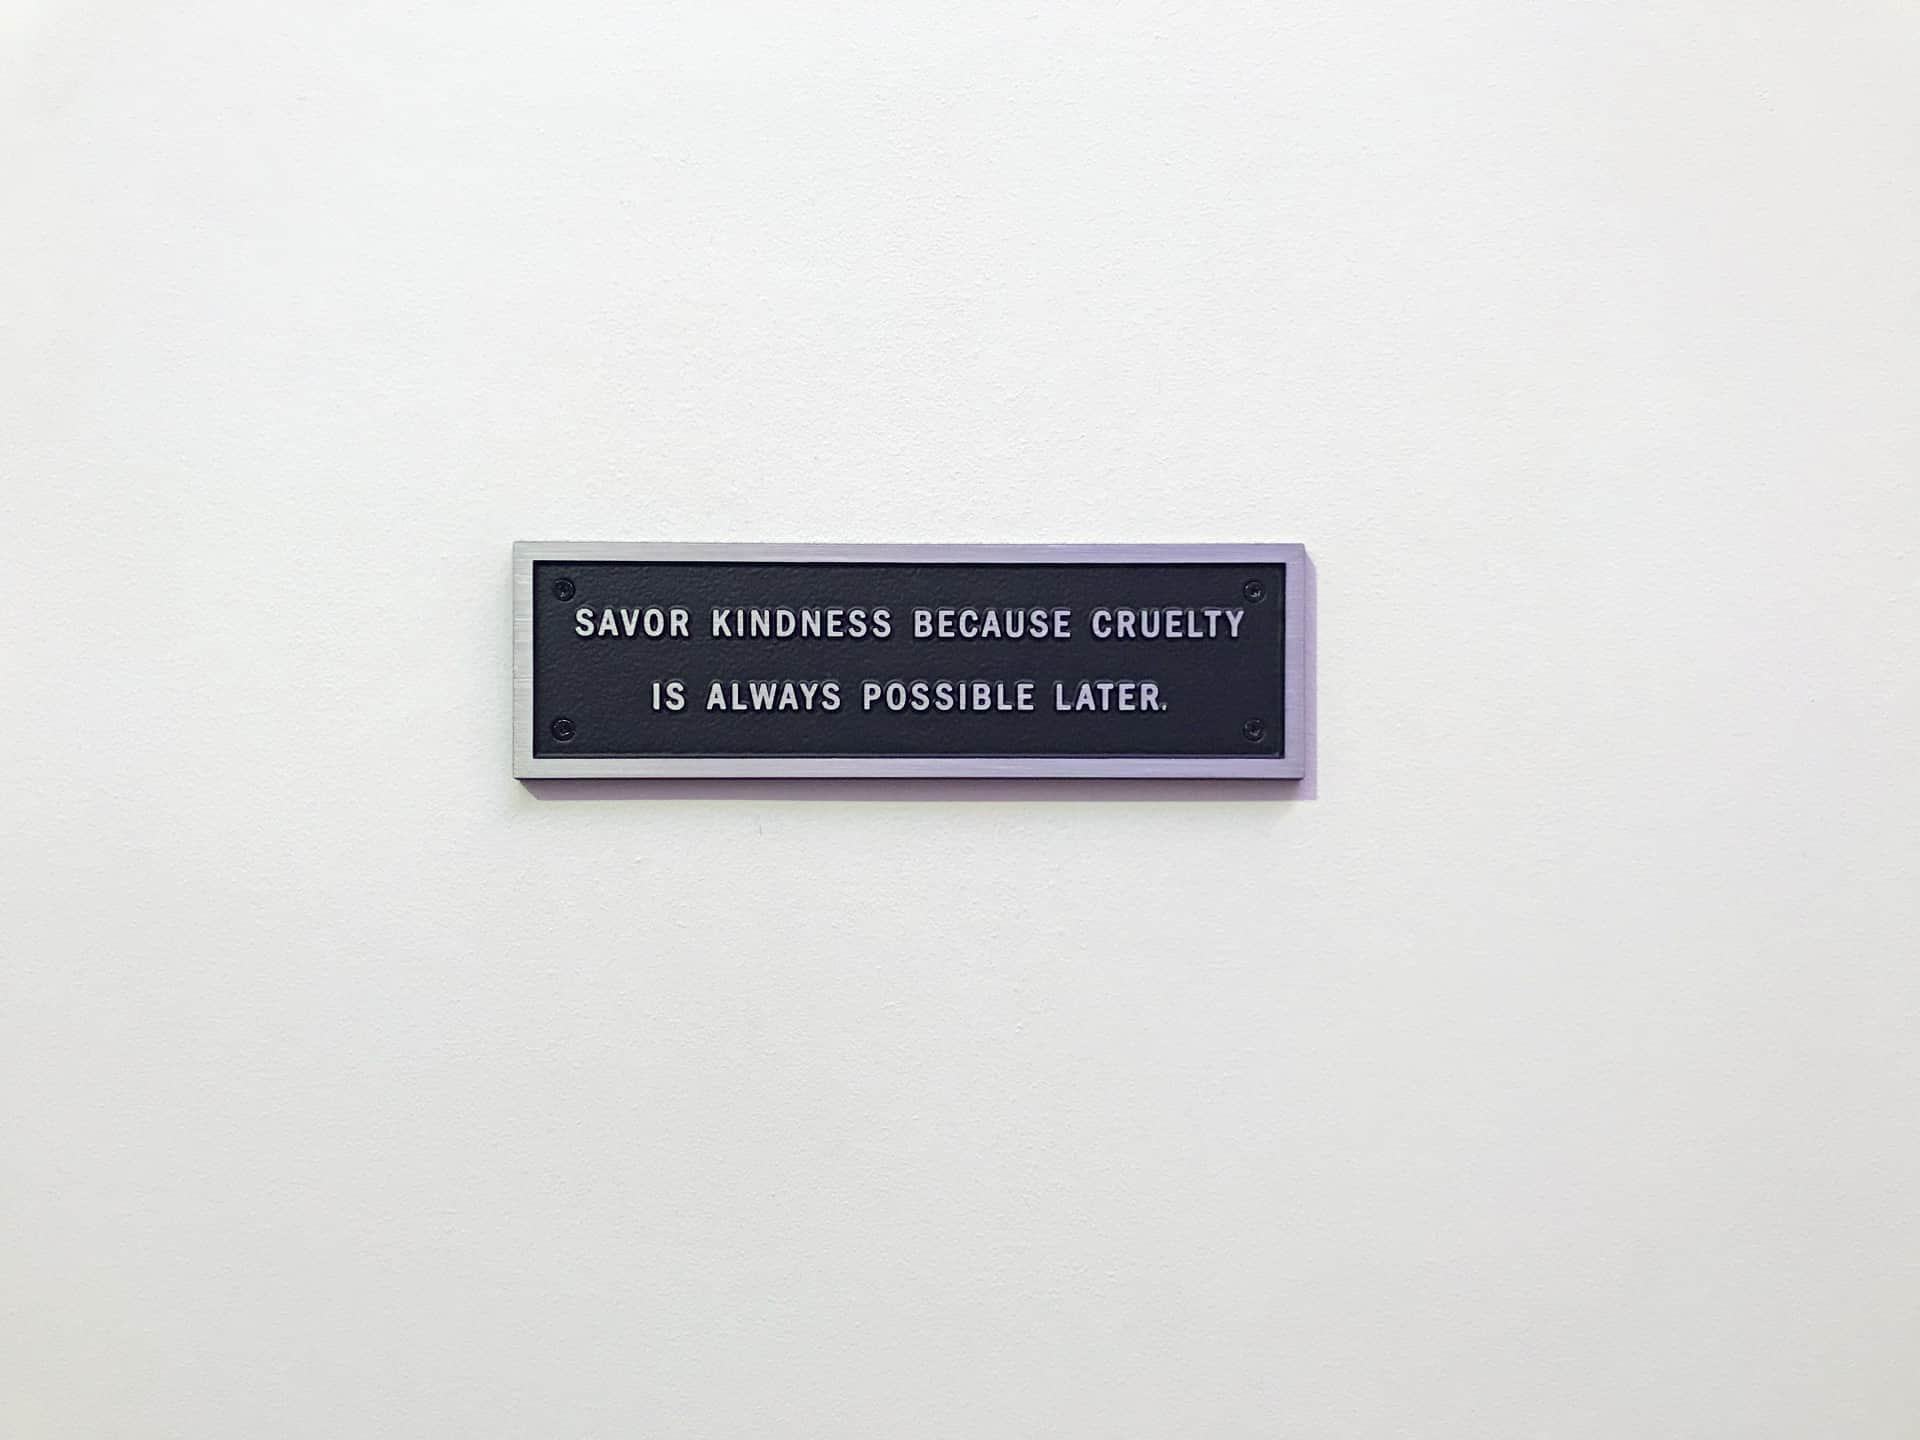 SAVOR KINDNESS BECAUSE CRUELTY
IS ALWAYS POSSIBLE LATER.